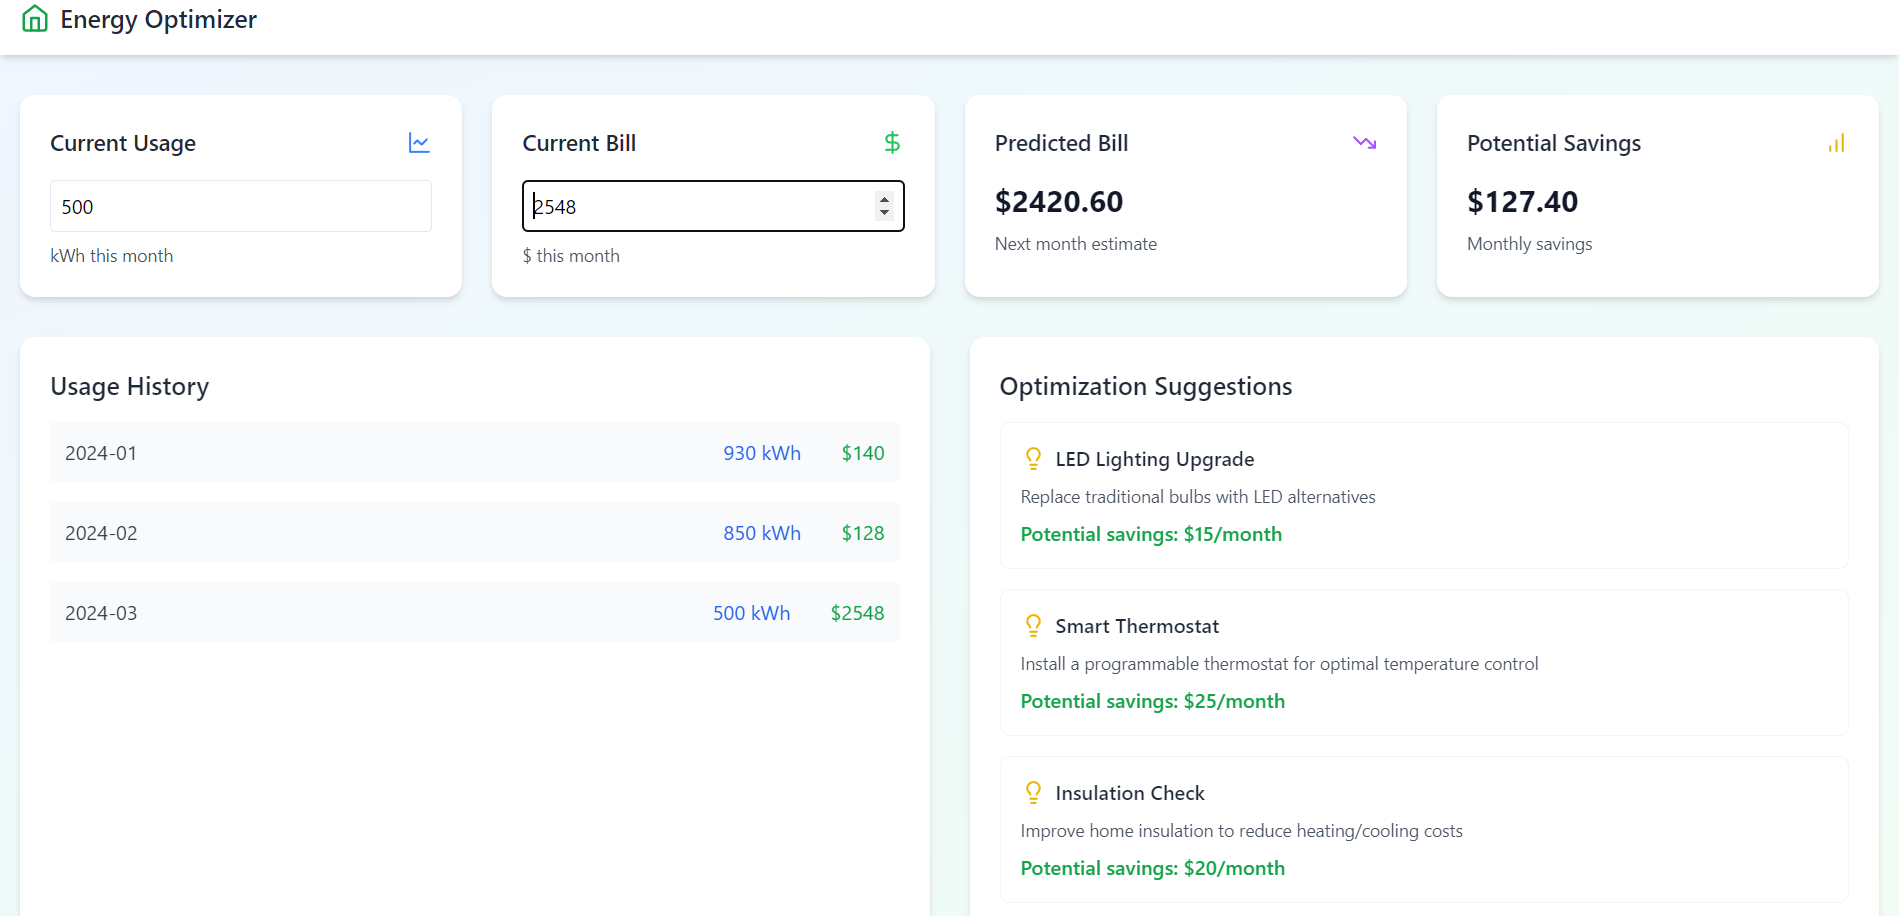 Energy Optimizer
Current Usage
500
kWh this month
Current Bill
$
2548
$ this month
Predicted Bill
$2420.60
Next month estimate
Potential Savings
$127.40
Monthly savings
Usage History
2024-01 930 kWh $140
2024-02 850 kWh $128
2024-03 500 kWh $2548
Optimization Suggestions
LED Lighting Upgrade
Replace traditional bulbs with LED alternatives
Potential savings: $15/month
Smart Thermostat
Install a programmable thermostat for optimal temperature control
Potential savings: $25/month
Insulation Check
Improve home insulation to reduce heating/cooling costs
Potential savings: $20/month